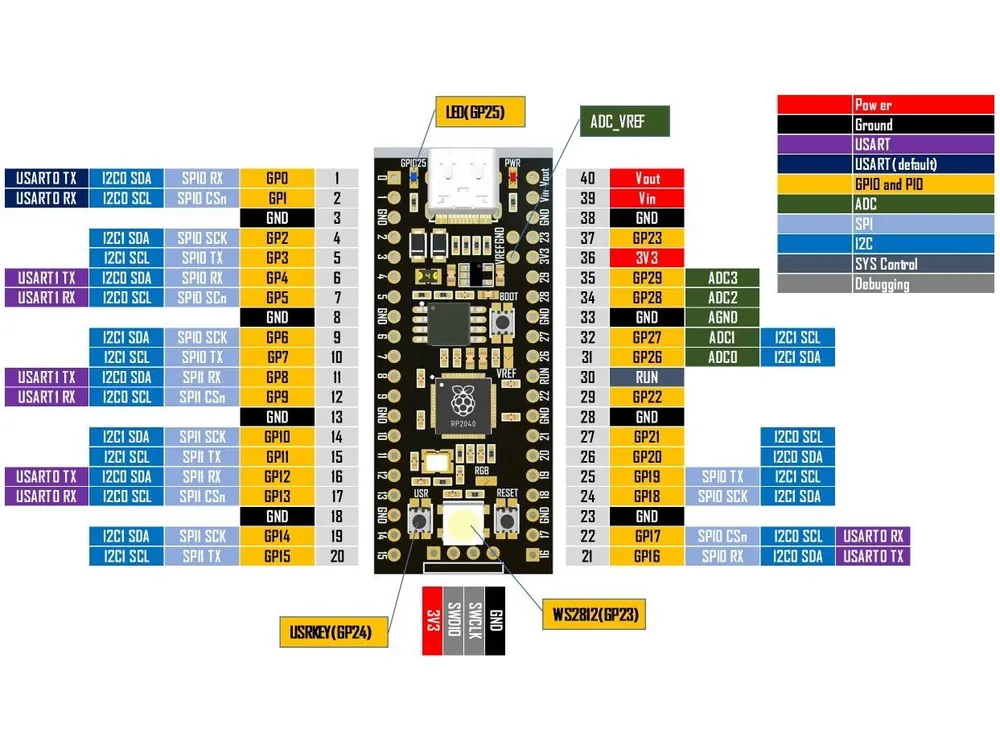 LED(GP25)
ADC_VREF
Power
Ground
USART
USART(default)
GPIO and PIO
ADC
SPI
I2C
SYS Control
Debugging
USART0 TX I2C0 SDA SPI0 RX GP0 1
USART0 RX I2C0 SCL SPI0 CSn GP1 2
GND 3
I2C1 SDA SPI0 SCK GP2 4
I2C1 SCL SPI0 TX GP3 5
USART1 TX I2C0 SDA SPI0 RX GP4 6
USART1 RX I2C0 SCL SPI0 SCn GP5 7
GND 8
I2C1 SDA SPI0 SCK GP6 9
I2C1 SCL SPI0 TX GP7 10
USART1 TX I2C0 SDA SPI1 RX GP8 11
USART1 RX I2C0 SCL SPI1 CSn GP9 12
GND 13
I2C1 SDA SPI1 SCK GP10 14
I2C1 SCL SPI1 TX GP11 15
USART0 TX I2C0 SDA SPI1 RX GP12 16
USART0 RX I2C0 SCL SPI1 CSn GP13 17
GND 18
I2C1 SDA SPI1 SCK GP14 19
I2C1 SCL SPI1 TX GP15 20
GPIO25
PWR
0
1
GND
2
3
4
5
GND
6
7
8
9
GND
10
11
12
13
GND
14
15
Vout
Vin
GND
23
3V3
29
28
GND
27
26
RUN
22
GND
21
20
19
18
GND
17
16
VREF GND
BOOT
VREF
RP2040
RGB
USR
RESET
40 Vout
39 Vin
38 GND
37 GP23
36 3V3
35 GP29 ADC3
34 GP28 ADC2
33 GND AGND
32 GP27 ADC1 I2C1 SCL
31 GP26 ADC0 I2C1 SDA
30 RUN
29 GP22
28 GND
27 GP21 I2C0 SCL
26 GP20 I2C0 SDA
25 GP19 SPI0 TX I2C1 SCL
24 GP18 SPI0 SCK I2C1 SDA
23 GND
22 GP17 SPI0 CSn I2C0 SCL USART0 RX
21 GP16 SPI0 RX I2C0 SDA USART0 TX
3V3
SWDIO
SWCLK
GND
USRKEY(GP24)
WS2812(GP23)